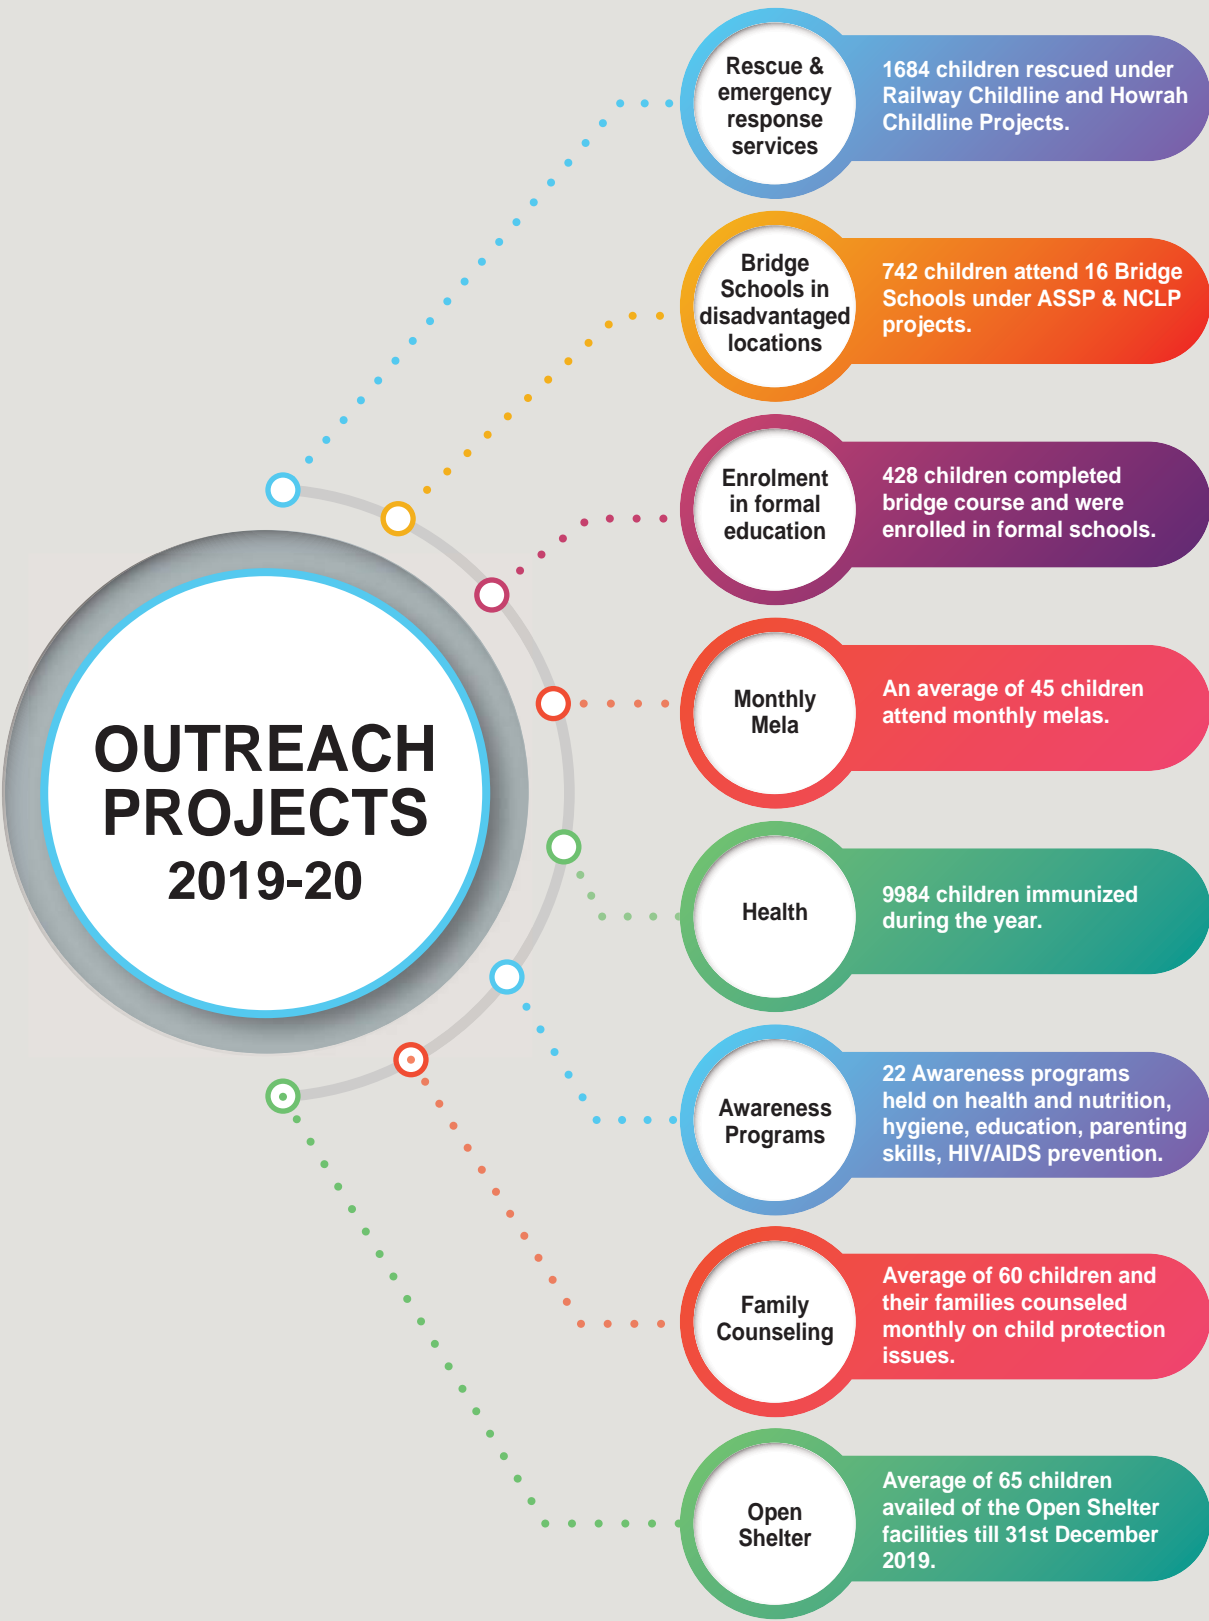 OUTREACH
PROJECTS
2019-20
Rescue &
emergency
response
services
1684 children rescued under
Railway Childline and Howrah
Childline Projects.
Bridge
Schools in
disadvantaged
locations
742 children attend 16 Bridge
Schools under ASSP & NCLP
projects.
Enrolment
in formal
education
428 children completed
bridge course and were
enrolled in formal schools.
Monthly
Mela
An average of 45 children
attend monthly melas.
Health
9984 children immunized
during the year.
Awareness
Programs
22 Awareness programs
held on health and nutrition,
hygiene, education, parenting
skills, HIV/AIDS prevention.
Family
Counseling
Average of 60 children and
their families counseled
monthly on child protection
issues.
Open
Shelter
Average of 65 children
availed of the Open Shelter
facilities till 31st December
2019.